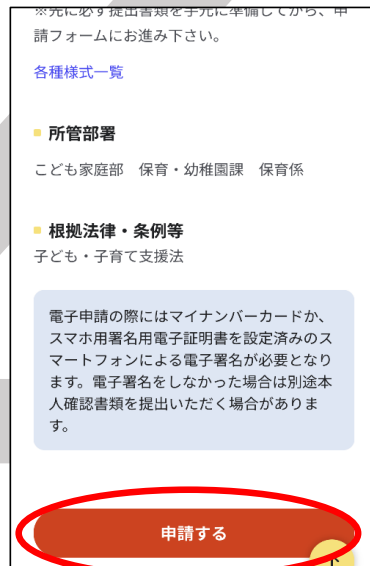 ※先に必ず提出書類を手元に準備してから、申
請フォームにお進み下さい。
各種様式一覧
所管部署
こども家庭部　保育・幼稚園課　保育係
根拠法律・条例等
子ども・子育て支援法
電子申請の際にはマイナンバーカードか、
スマホ用署名用電子証明書を設定済みのス
マートフォンによる電子署名が必要となり
ます。電子署名をしなかった場合は別途本
人確認書類を提出いただく場合がありま
す。
申請する